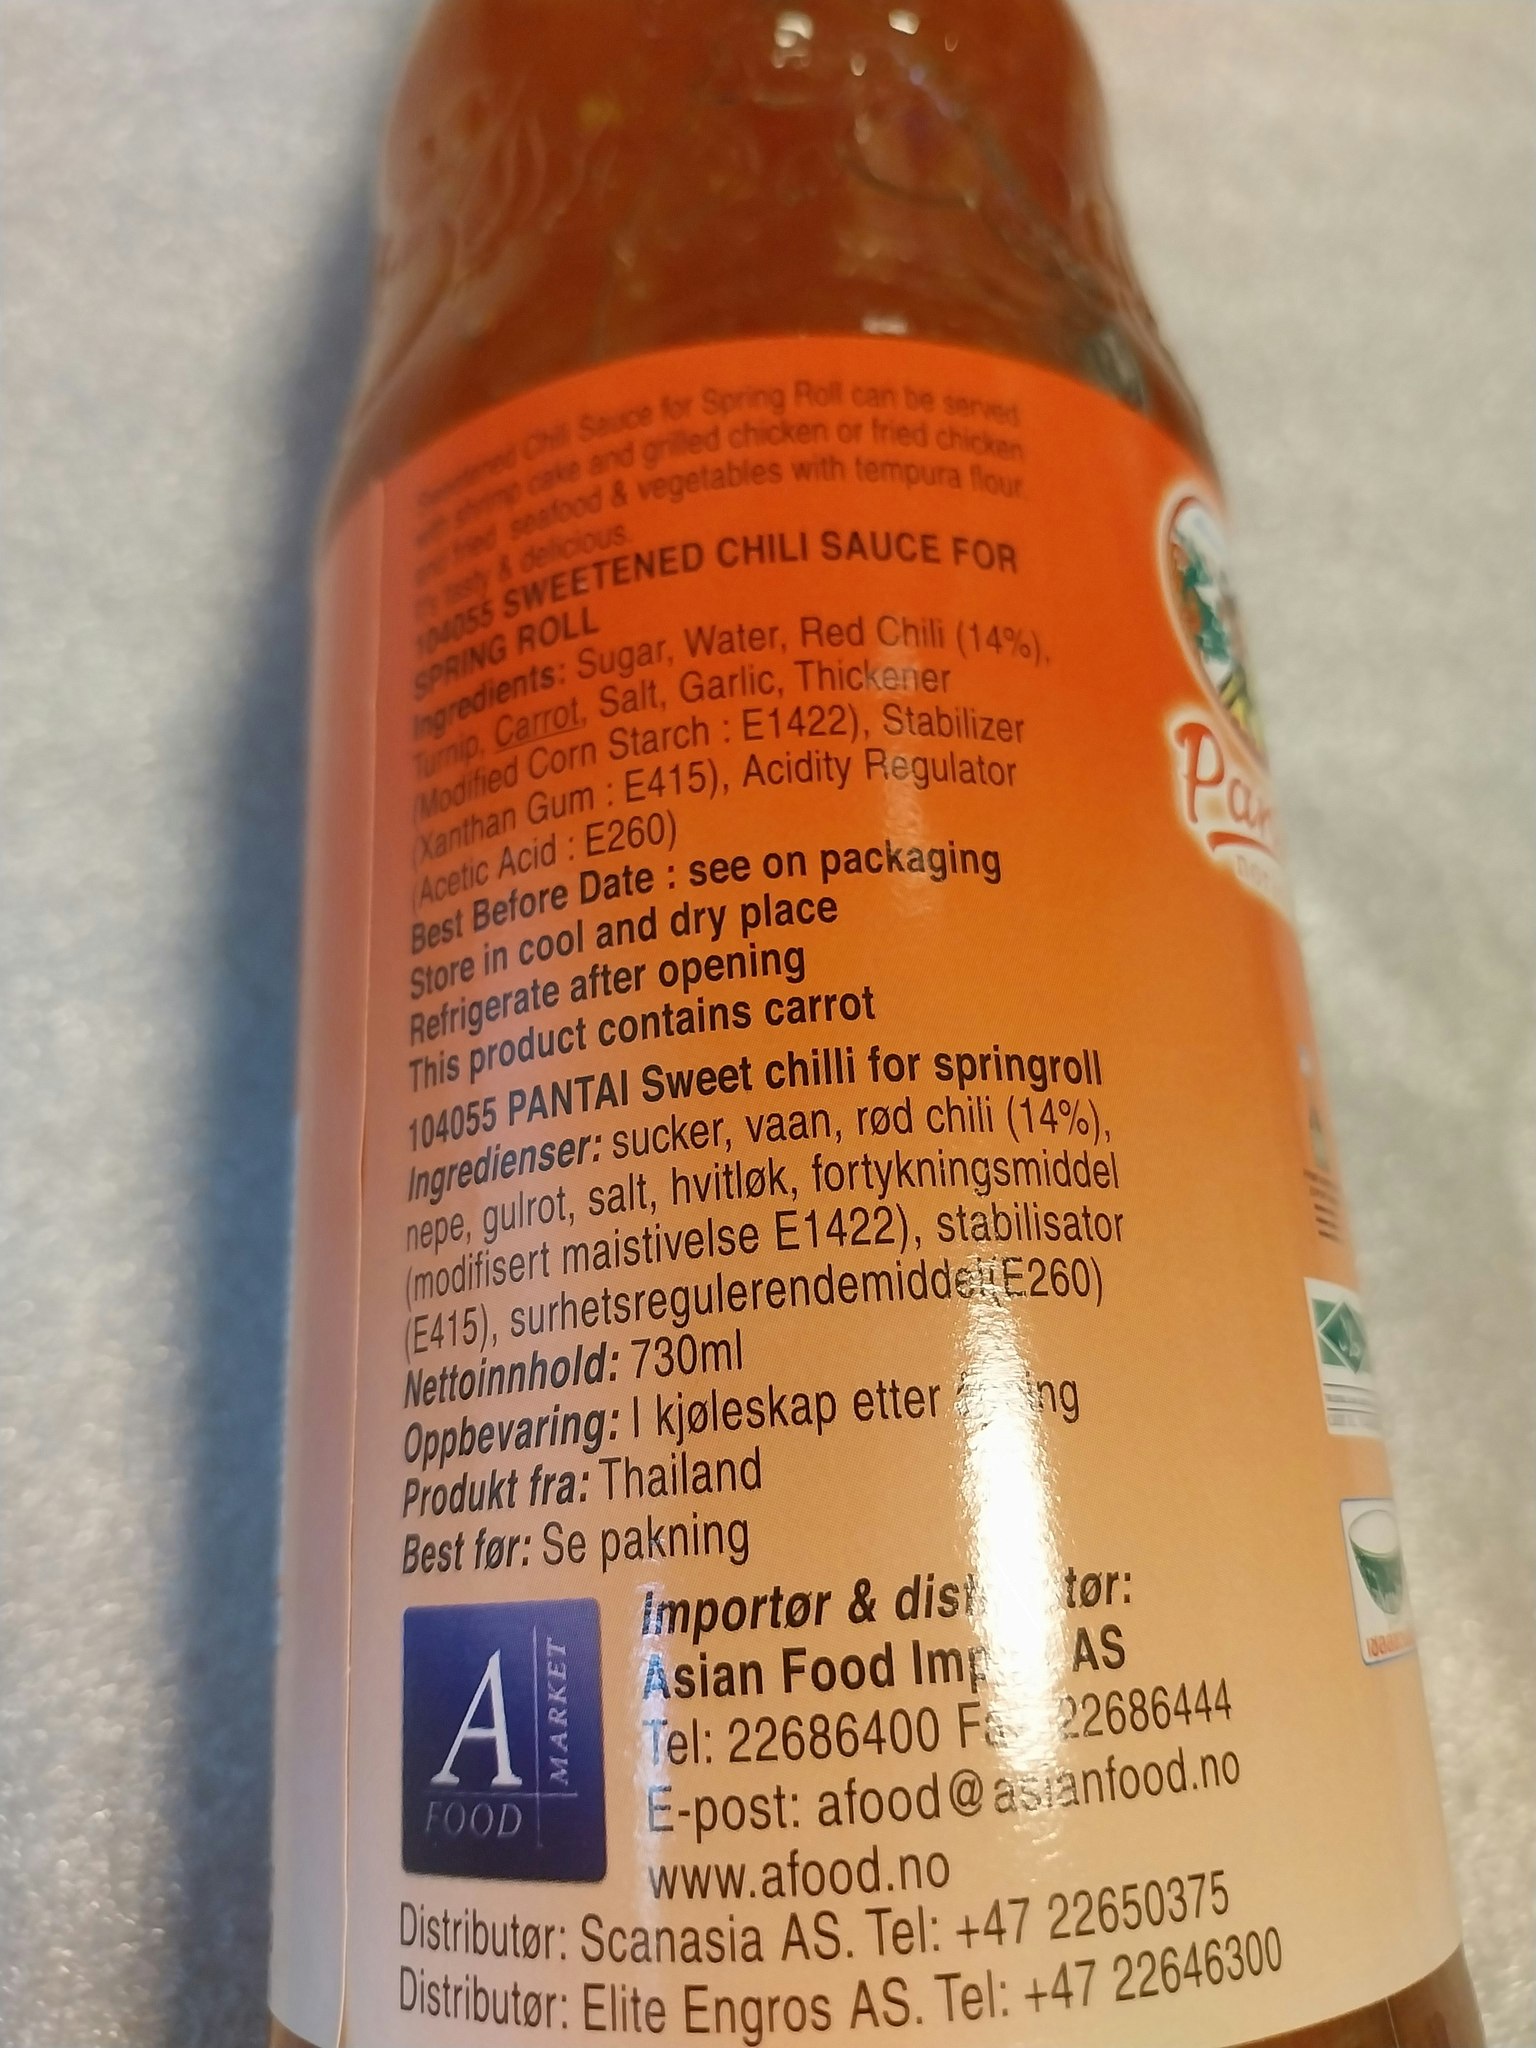 Sweetened Chili Sauce for Spring Roll can be served
with shrimp cake and grilled chicken or fried chicken
and fried seafood & vegetables with tempura flour.
It's tasty & delicious.
104055 SWEETENED CHILI SAUCE FOR
SPRING ROLL
Ingredients: Sugar, Water, Red Chili (14%),
Turnip, Carrot, Salt, Garlic, Thickener
(Modified Corn Starch : E1422), Stabilizer
(Xanthan Gum : E415), Acidity Regulator
(Acetic Acid : E260)
Best Before Date : see on packaging
Store in cool and dry place
Refrigerate after opening
This product contains carrot
104055 PANTAI Sweet chilli for springroll
Ingredienser: sucker, vaan, rød chili (14%),
nepe, gulrot, salt, hvitløk, fortykningsmiddel
(modifisert maistivelse E1422), stabilisator
(E415), surhetsregulerendemiddel(E260)
Nettoinnhold: 730ml
Oppbevaring: I kjøleskap etter
Produkt fra: Thailand
Best før: Se pakning
A FOOD MARKET
Importør &
Asian Food AS
Tel: 22686400 22686444
E-post: afood@asianfood.no
www.afood.no
Distributør: Scanasia AS. Tel: +47 22650375
Distributør: Elite Engros AS. Tel: +47 22646300